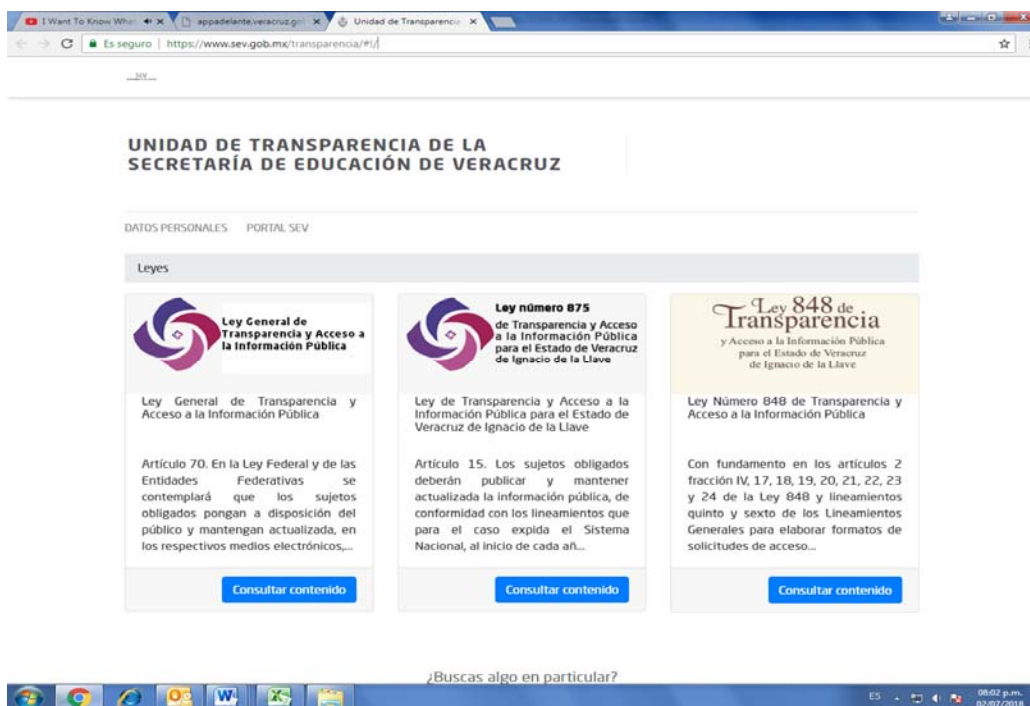 I Want To Know Wha
appadelante.veracruz.gob
Unidad de Transparencia
Es seguro | https://www.sev.gob.mx/transparencia/#!/
SEV
UNIDAD DE TRANSPARENCIA DE LA
SECRETARÍA DE EDUCACIÓN DE VERACRUZ
DATOS PERSONALES PORTAL SEV
Leyes
Ley General de
Transparencia y Acceso a
la Información Pública
Ley General de Transparencia y
Acceso a la Información Pública
Artículo 70. En la Ley Federal y de las
Entidades Federativas se
contemplará que los sujetos
obligados pongan a disposición del
público y mantengan actualizada, en
los respectivos medios electrónicos,...
Consultar contenido
Ley número 875
de Transparencia y Acceso
a la Información Pública
para el Estado de Veracruz
de Ignacio de la Llave
Ley de Transparencia y Acceso a la
Información Pública para el Estado de
Veracruz de Ignacio de la Llave
Artículo 15. Los sujetos obligados
deberán publicar y mantener
actualizada la información pública, de
conformidad con los lineamientos que
para el caso expida el Sistema
Nacional, al inicio de cada añ...
Consultar contenido
Ley 848 de
Transparencia
y Acceso a la Información Pública
para el Estado de Veracruz
de Ignacio de la Llave
Ley Número 848 de Transparencia y
Acceso a la Información Pública
Con fundamento en los artículos 2
fracción IV, 17, 18, 19, 20, 21, 22, 23
y 24 de la Ley 848 y lineamientos
quinto y sexto de los Lineamientos
Generales para elaborar formatos de
solicitudes de acceso...
Consultar contenido
¿Buscas algo en particular?
ES
08:02 p.m.
02/07/2018